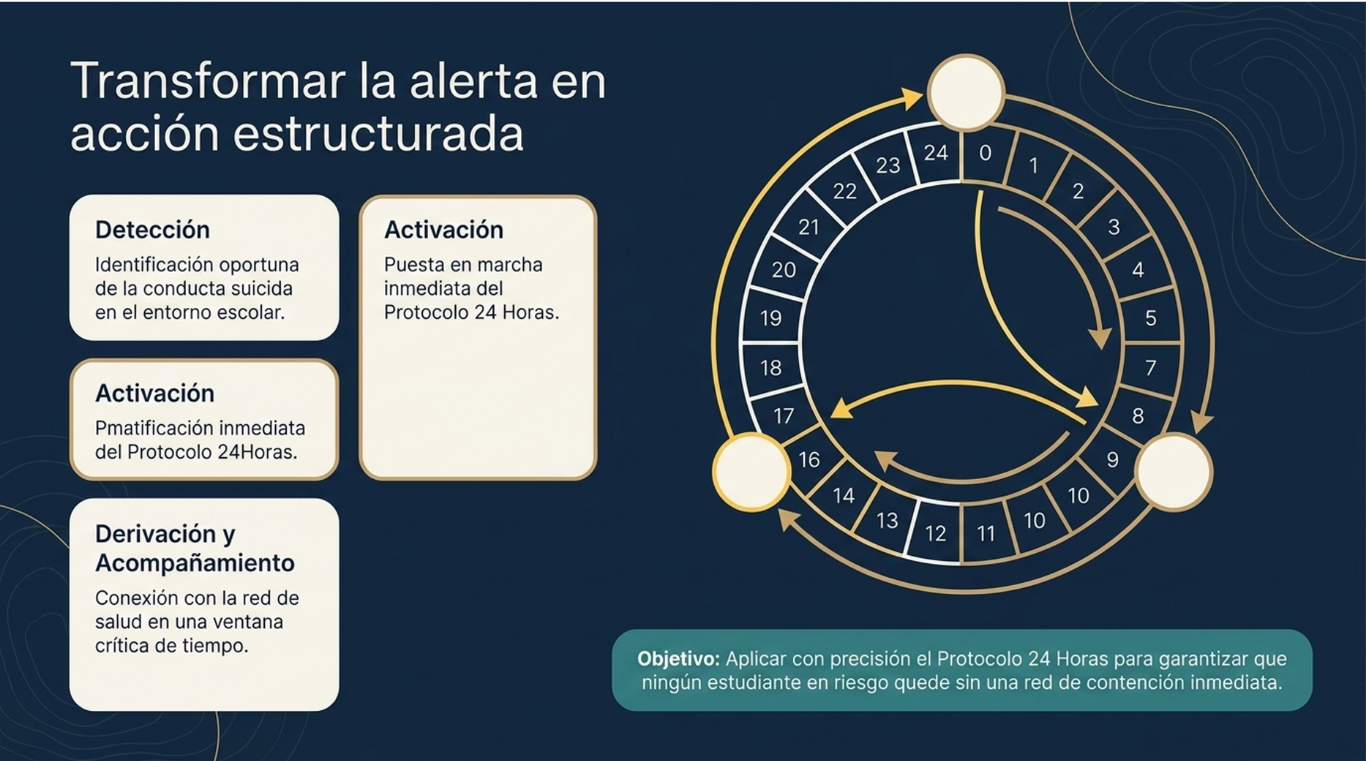 Transformar la alerta en
acción estructurada
Detección
Identificación oportuna
de la conducta suicida
en el entorno escolar.
Activación
Puesta en marcha
inmediata del
Protocolo 24 Horas.
Activación
Pmatificación inmediata
del Protocolo 24Horas.
Derivación y
Acompañamiento
Conexión con la red de
salud en una ventana
crítica de tiempo.
0
1
2
3
4
5
7
8
9
10
10
11
12
13
14
16
17
18
19
20
21
22
23
24
Objetivo: Aplicar con precisión el Protocolo 24 Horas para garantizar que
ningún estudiante en riesgo quede sin una red de contención inmediata.